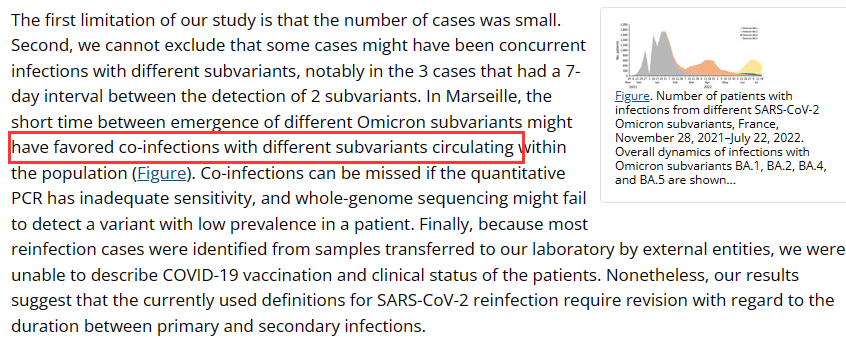 The first limitation of our study is that the number of cases was small.
Second, we cannot exclude that some cases might have been concurrent
infections with different subvariants, notably in the 3 cases that had a 7-
day interval between the detection of 2 subvariants. In Marseille, the
short time between emergence of different Omicron subvariants might
have favored co-infections with different subvariants circulating within
the population (Figure). Co-infections can be missed if the quantitative
PCR has inadequate sensitivity, and whole-genome sequencing might fail
to detect a variant with low prevalence in a patient. Finally, because most
reinfection cases were identified from samples transferred to our laboratory by external entities, we were
unable to describe COVID-19 vaccination and clinical status of the patients. Nonetheless, our results
suggest that the currently used definitions for SARS-CoV-2 reinfection require revision with regard to the
duration between primary and secondary infections.
Figure. Number of patients with
infections from different SARS-CoV-2
Omicron subvariants, France,
November 28, 2021–July 22, 2022.
Overall dynamics of infections with
Omicron subvariants BA.1, BA.2, BA.4,
and BA.5 are shown...